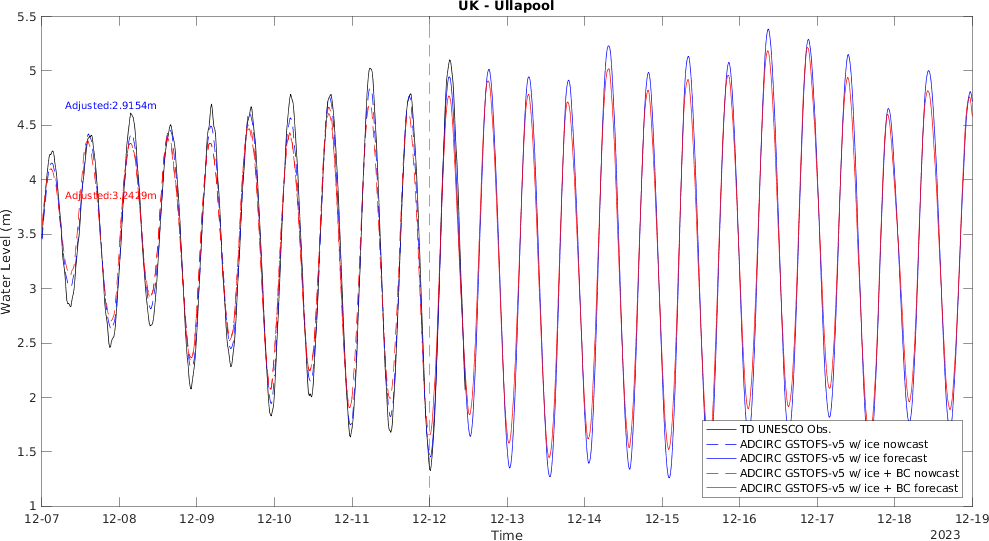 UK - Ullapool
5.5
5
4.5
4
3.5
3
2.5
2
1.5
1
Water Level (m)
Adjusted:2.9154m
Adjusted:3.2429m
TD UNESCO Obs.
ADCIRC GSTOFS-v5 w/ ice nowcast
ADCIRC GSTOFS-v5 w/ ice forecast
ADCIRC GSTOFS-v5 w/ ice + BC nowcast
ADCIRC GSTOFS-v5 w/ ice + BC forecast
12-07 12-08 12-09 12-10 12-11 12-12 12-13 12-14 12-15 12-16 12-17 12-18 12-19
Time
2023